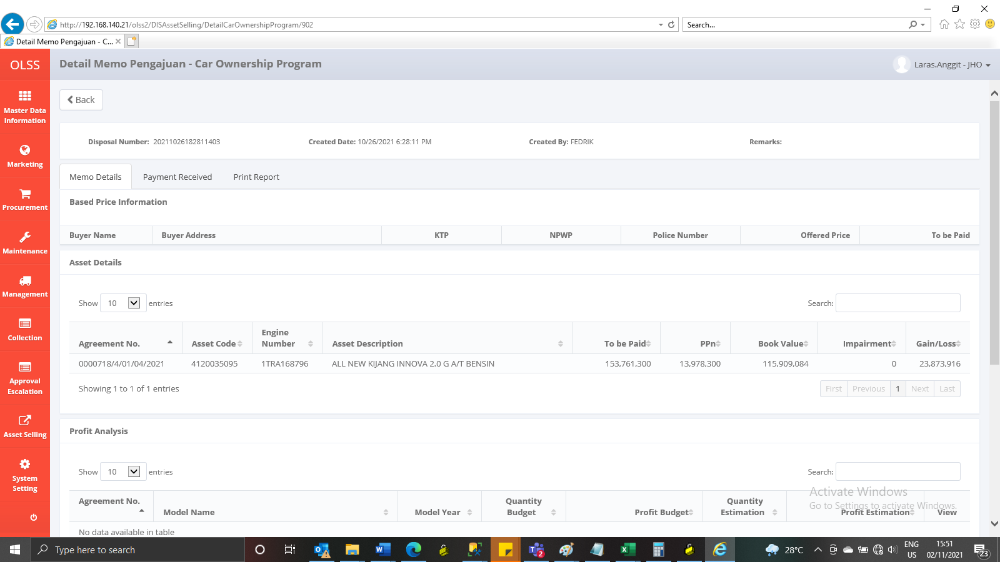 http://192.168.140.21/olss2/DISAssetSelling/DetailCarOwnershipProgram/902
Search...
Detail Memo Pengajuan - C...
OLSS
Detail Memo Pengajuan - Car Ownership Program
Laras.Anggit - JHO
Master Data
Information
Marketing
Procurement
Maintenance
Management
Collection
Approval
Escalation
Asset Selling
System
Setting
Back
Disposal Number: 20211026182811403
Created Date: 10/26/2021 6:28:11 PM
Created By: FEDRIK
Remarks:
Memo Details
Payment Received
Print Report
Based Price Information
Buyer Name
Buyer Address
KTP
NPWP
Police Number
Offered Price
To be Paid
Asset Details
Show 10 entries
Search:
Agreement No.
Asset Code
Engine
Number
Asset Description
To be Paid
PPn
Book Value
Impairment
Gain/Loss
0000718/4/01/04/2021
4120035095
1TRA168796
ALL NEW KIJANG INNOVA 2.0 G A/T BENSIN
153,761,300
13,978,300
115,909,084
0
23,873,916
Showing 1 to 1 of 1 entries
First
Previous
1
Next
Last
Profit Analysis
Show 10 entries
Search:
Agreement No.
Model Name
Model Year
Quantity
Budget
Profit Budget
Quantity
Estimation
Profit Estimation
View
No data available in table
Activate Windows
Go to Settings to activate Windows.
Type here to search
2
28°C
ENG
US
15:51
02/11/2021
23